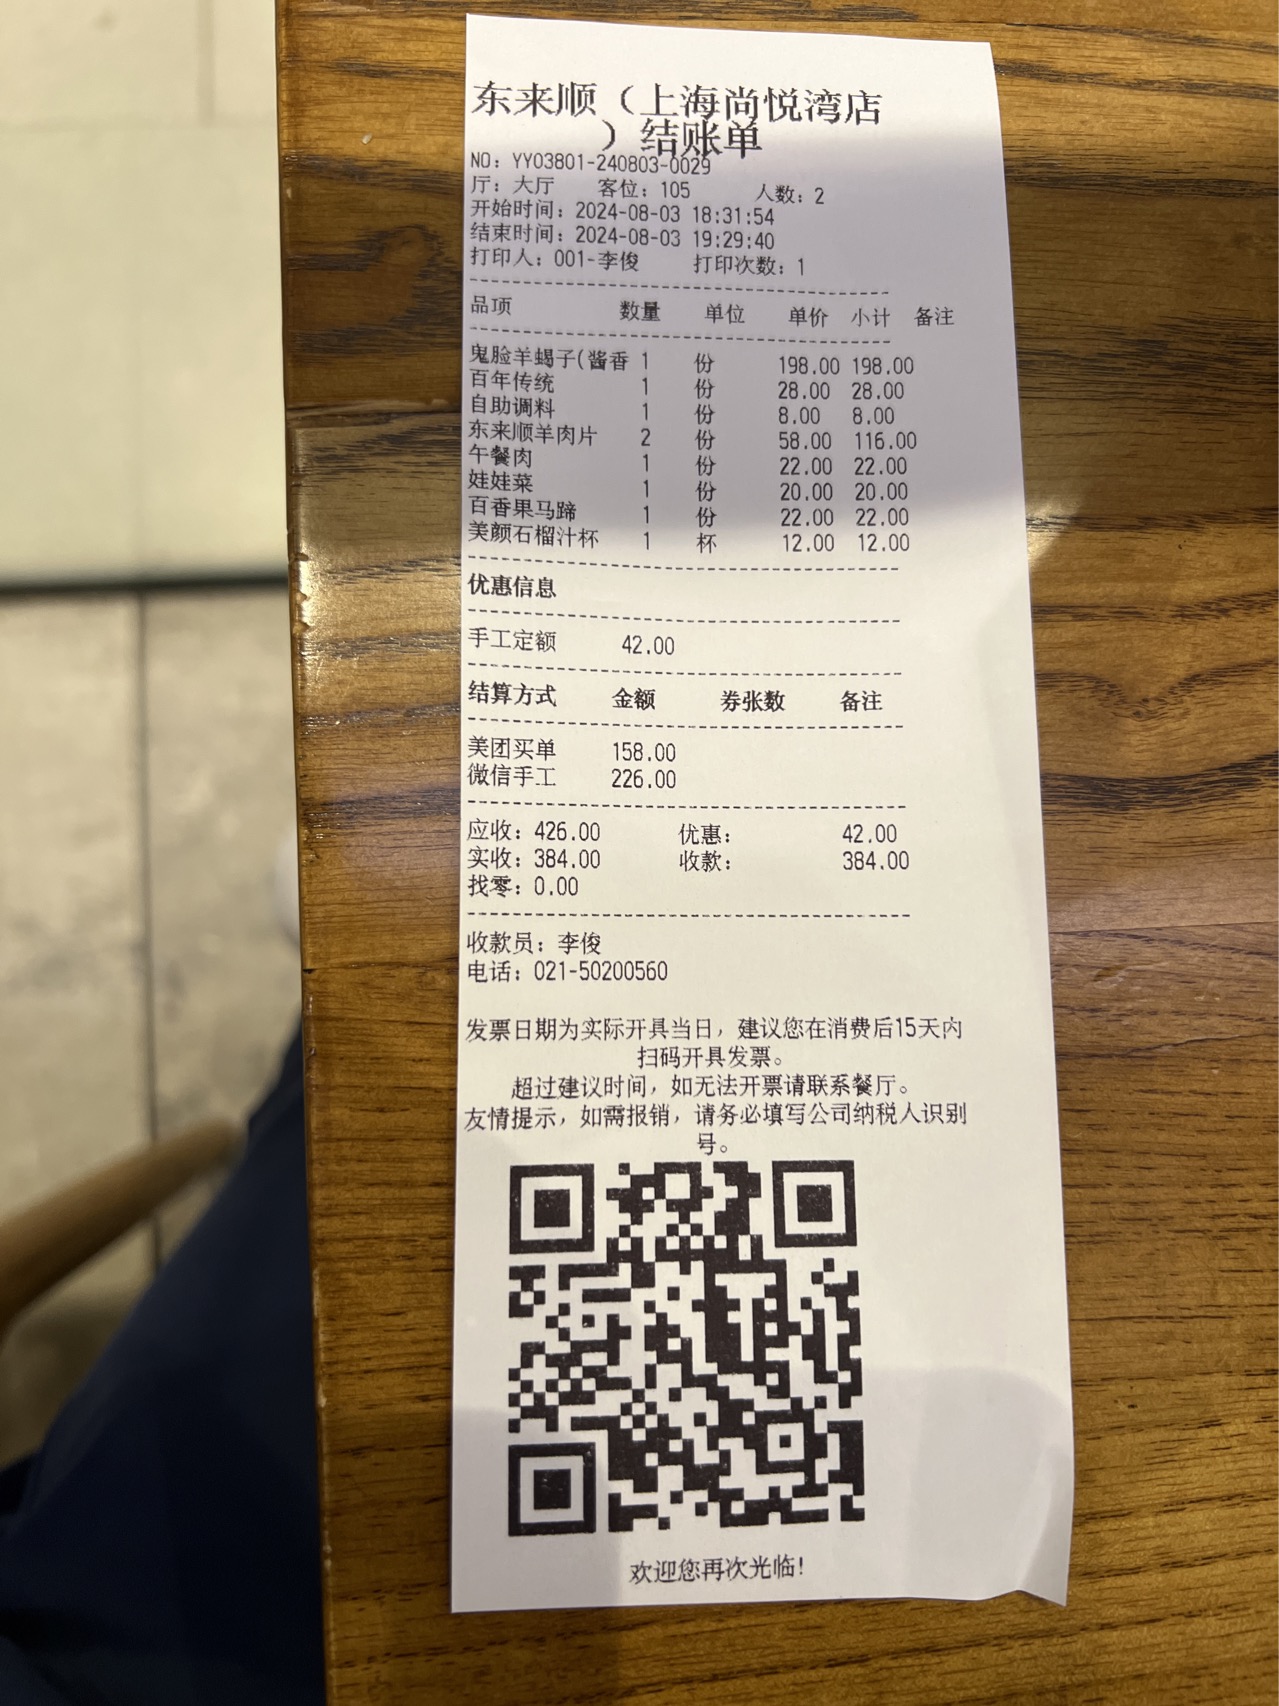 东来顺（上海尚悦湾店
）结账单
NO: YY03801-240803-0029
厅: 大厅 客位: 105 人数: 2
开始时间: 2024-08-03 18:31:54
结束时间: 2024-08-03 19:29:40
打印人: 001-李俊 打印次数: 1
品项 数量 单位 单价 小计 备注
鬼脸羊蝎子(酱香 1 份 198.00 198.00
百年传统 1 份 28.00 28.00
自助调料 1 份 8.00 8.00
东来顺羊肉片 2 份 58.00 116.00
午餐肉 1 份 22.00 22.00
娃娃菜 1 份 20.00 20.00
百香果马蹄 1 份 22.00 22.00
美颜石榴汁杯 1 杯 12.00 12.00
优惠信息
手工定额 42.00
结算方式 金额 券张数 备注
美团买单 158.00
微信手工 226.00
应收: 426.00 优惠: 42.00
实收: 384.00 收款: 384.00
找零: 0.00
收款员: 李俊
电话: 021-50200560
发票日期为实际开具当日，建议您在消费后15天内
扫码开具发票。
超过建议时间，如无法开票请联系餐厅。
友情提示，如需报销，请务必填写公司纳税人识别
号。
欢迎您再次光临!